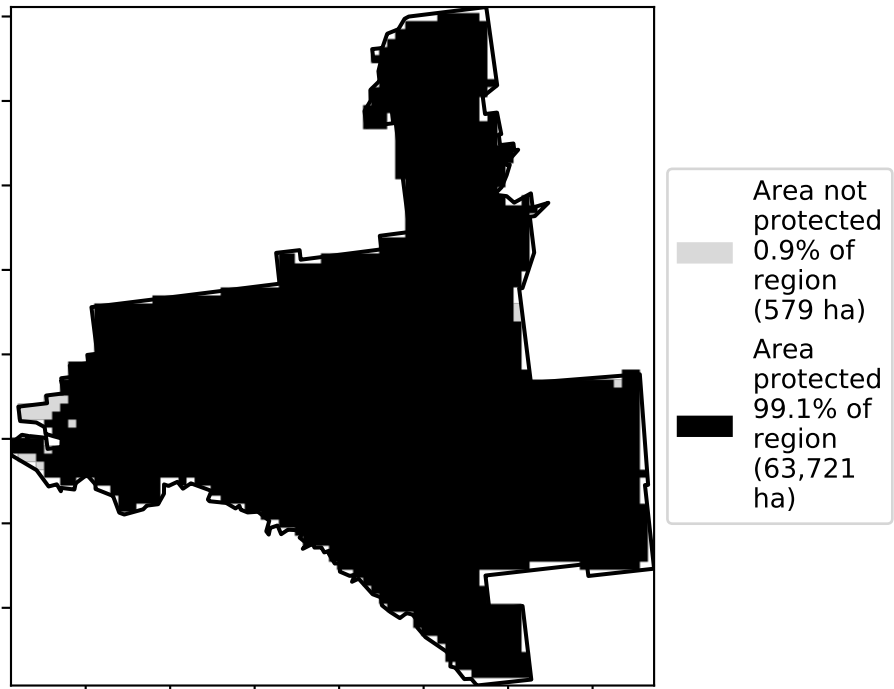 Area not
protected
0.9% of
region
(579 ha)
Area
protected
99.1% of
region
(63,721
ha)